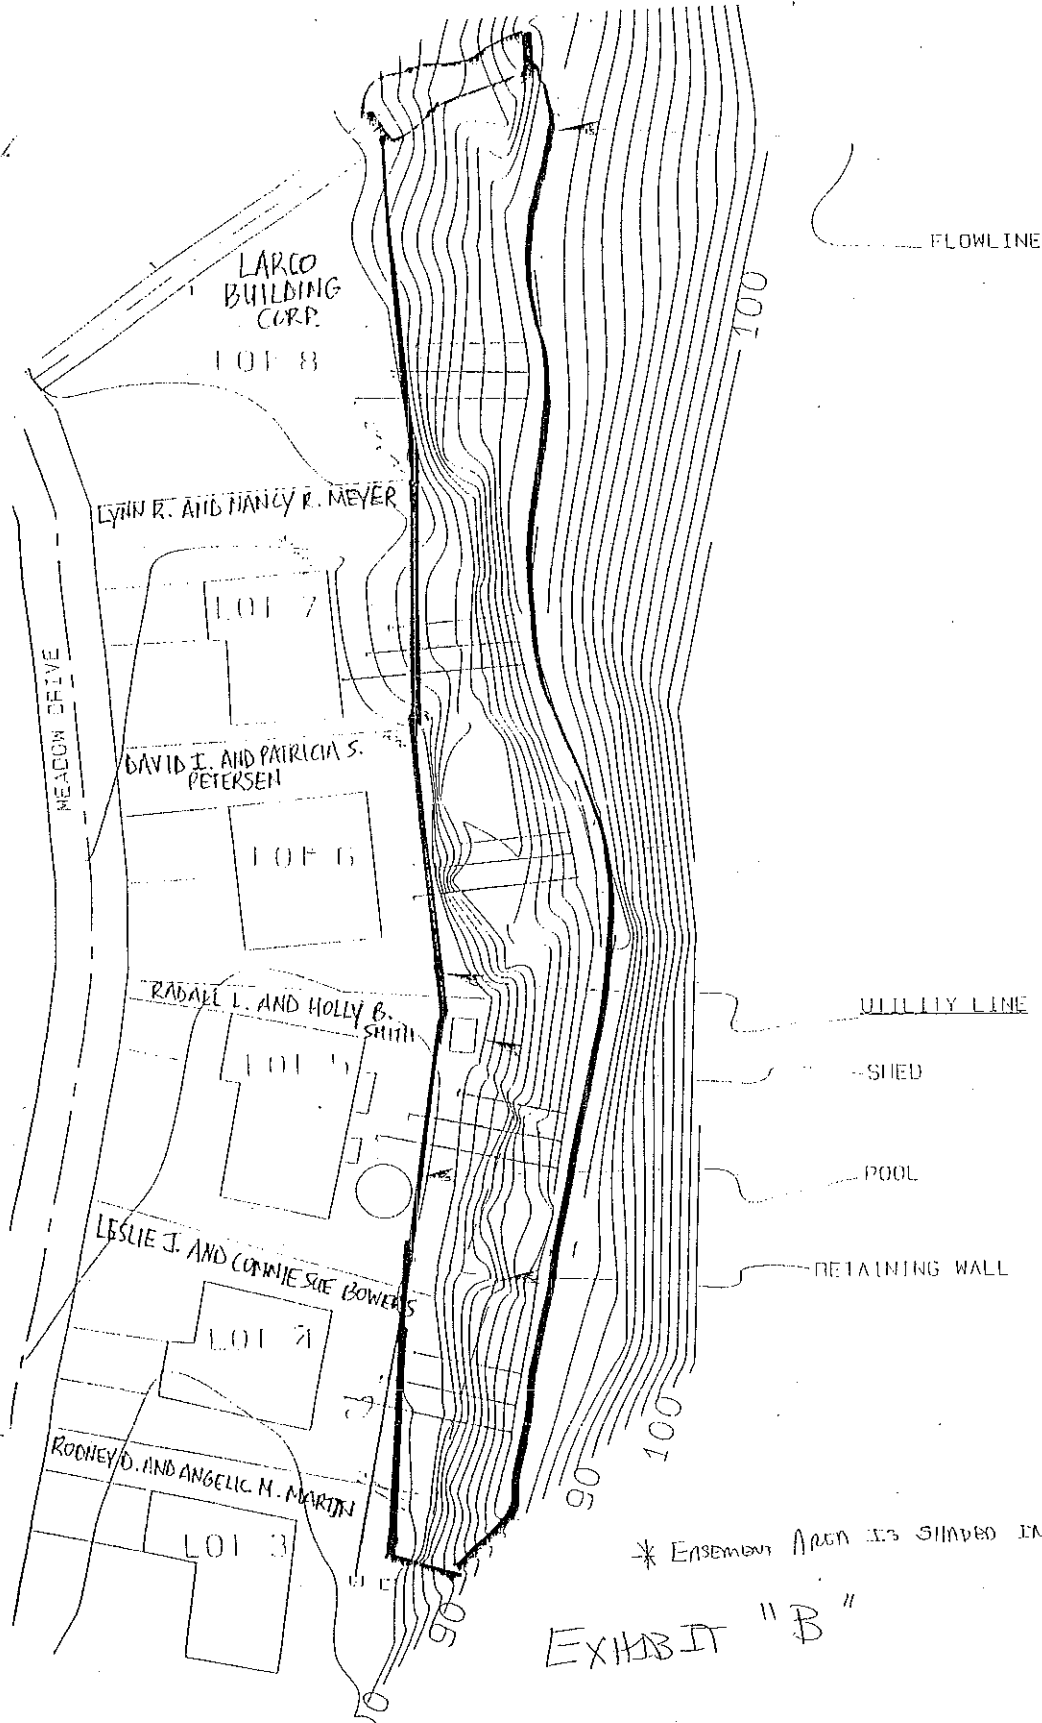 FLOWLINE
100
LARCO
BUILDING
CORP.
LOT 8
LYNN R. AND NANCY R. MEYER
LOT 7
MEADOW DRIVE
DAVID I. AND PATRICIA S.
PETERSEN
LOT 6
RADALL L. AND HOLLY B.
SMITH
UTILITY LINE
LOT 5
SHED
POOL
LESLIE J. AND CONNIE SUE BOWERS
RETAINING WALL
LOT 4
100
RODNEY D. AND ANGELIC M. MARTIN
90
LOT 3
* EASEMENT AREA IS SHADED IN
90
EXHIBIT "B"